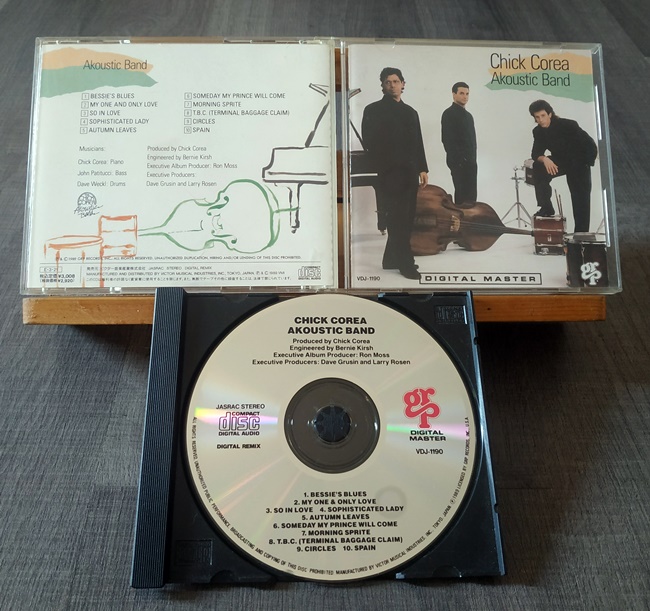 Akoustic Band
1 BESSIE'S BLUES
2 MY ONE AND ONLY LOVE
3 SO IN LOVE
4 SOPHISTICATED LADY
5 AUTUMN LEAVES
6 SOMEDAY MY PRINCE WILL COME
7 MORNING SPRITE
8 T.B.C. (TERMINAL BAGGAGE CLAIM)
9 CIRCLES
10 SPAIN
Musicians:
Chick Corea: Piano
John Patitucci: Bass
Dave Weckl: Drums
Produced by Chick Corea
Engineered by Bernie Kirsh
Executive Album Producer: Ron Moss
Executive Producers:
Dave Grusin and Larry Rosen
disc
Chick Corea
Akoustic Band
VDJ-1190
DIGITAL MASTER
grp
CHICK COREA
AKOUSTIC BAND
Produced by Chick Corea
Engineered by Bernie Kirsh
Executive Album Producer: Ron Moss
Executive Producers: Dave Grusin and Larry Rosen
JASRAC STEREO
COMPACT
disc
DIGITAL AUDIO
DIGITAL REMIX
grp
DIGITAL
MASTER
VDJ-1190
1. BESSIE'S BLUES
2. MY ONE & ONLY LOVE
3. SO IN LOVE 4. SOPHISTICATED LADY
5. AUTUMN LEAVES
6. SOMEDAY MY PRINCE WILL COME
7. MORNING SPRITE
8. T.B.C. (TERMINAL BAGGAGE CLAIM)
9. CIRCLES 10. SPAIN